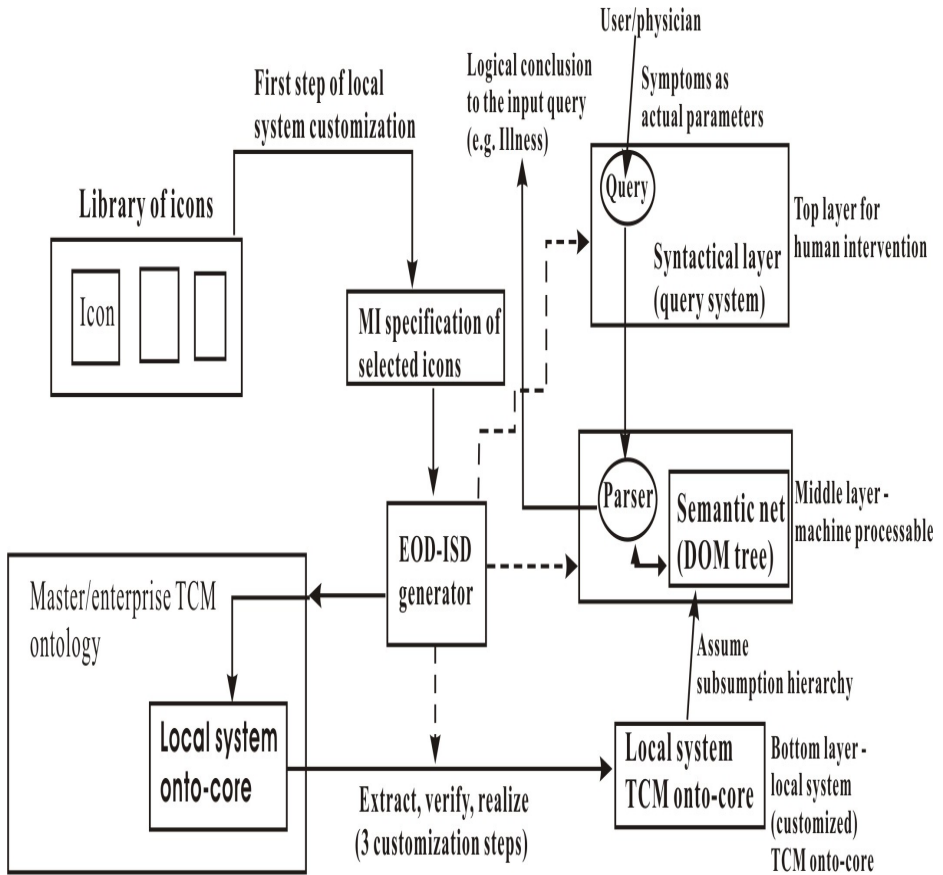 User/physician
Logical conclusion
to the input query
(e.g. Illness)
Symptoms as
actual parameters
First step of local
system customization
Library of icons
Icon
Query
Syntactical layer
(query system)
Top layer for
human intervention
MI specification of
selected icons
Parser
Semantic net
(DOM tree)
Middle layer -
machine processable
EOD-ISD
generator
Master/enterprise TCM
ontology
Assume
subsumption hierarchy
Local system
onto-core
Local system
TCM onto-core
Bottom layer -
local system
(customized)
TCM onto-core
Extract, verify, realize
(3 customization steps)